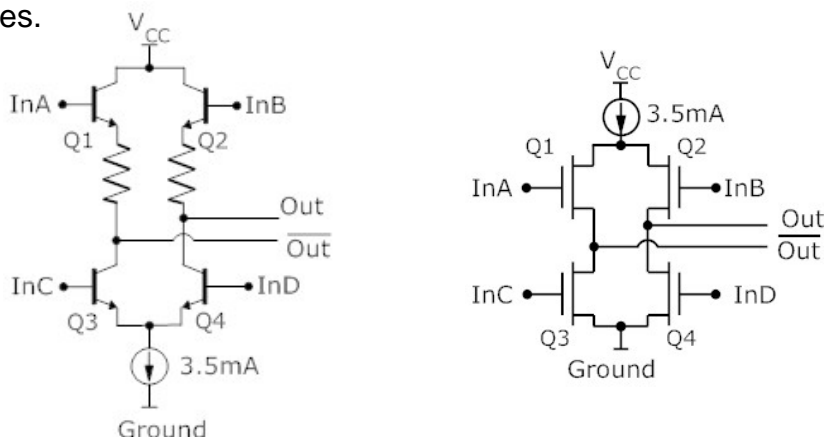 es.
VCC
InA
InB
Q1
Q2
Out
Out
InC
InD
Q3
Q4
3.5mA
Ground
VCC
3.5mA
Q1
Q2
InA
InB
Out
Out
InC
InD
Q3
Q4
Ground